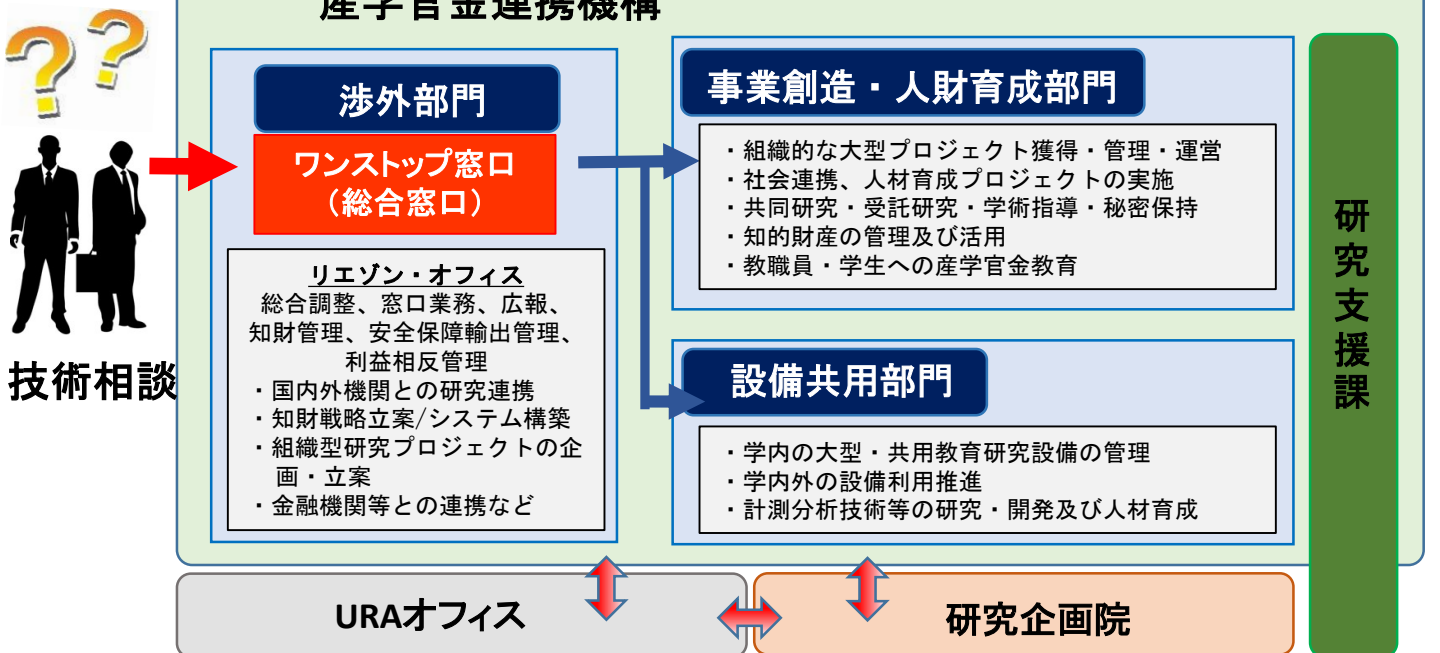 産学官金連携機構
??
技術相談
渉外部門
ワンストップ窓口
（総合窓口）
リエゾン・オフィス
総合調整、窓口業務、広報、
知財管理、安全保障輸出管理、
利益相反管理
・国内外機関との研究連携
・知財戦略立案/システム構築
・組織型研究プロジェクトの企
画・立案
・金融機関等との連携など
事業創造・人財育成部門
・組織的な大型プロジェクト獲得・管理・運営
・社会連携、人材育成プロジェクトの実施
・共同研究・受託研究・学術指導・秘密保持
・知的財産の管理及び活用
・教職員・学生への産学官金教育
設備共用部門
・学内の大型・共用教育研究設備の管理
・学内外の設備利用推進
・計測分析技術等の研究・開発及び人材育成
研究支援課
URAオフィス
研究企画院